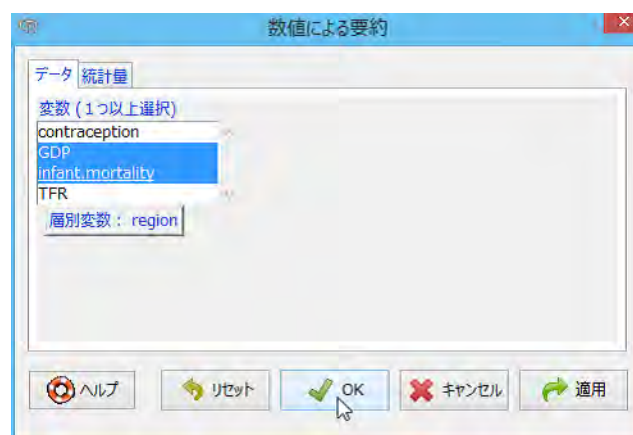 数値による要約
データ 統計量
変数 (1つ以上選択)
contraception
GDP
infant.mortality
TFR
層別変数： region
ヘルプ リセット OK キャンセル 適用